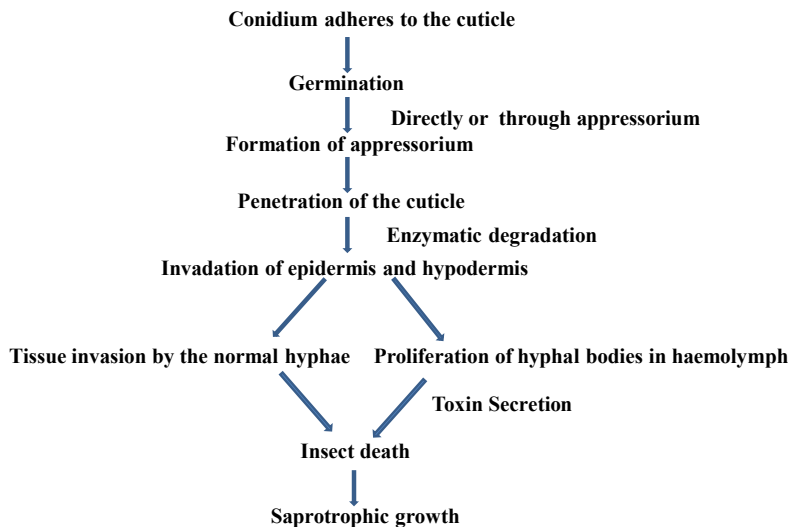 Conidium adheres to the cuticle
Germination
Directly or through appressorium
Formation of appressorium
Penetration of the cuticle
Enzymatic degradation
Invadation of epidermis and hypodermis
Tissue invasion by the normal hyphae
Proliferation of hyphal bodies in haemolymph
Toxin Secretion
Insect death
Saprotrophic growth